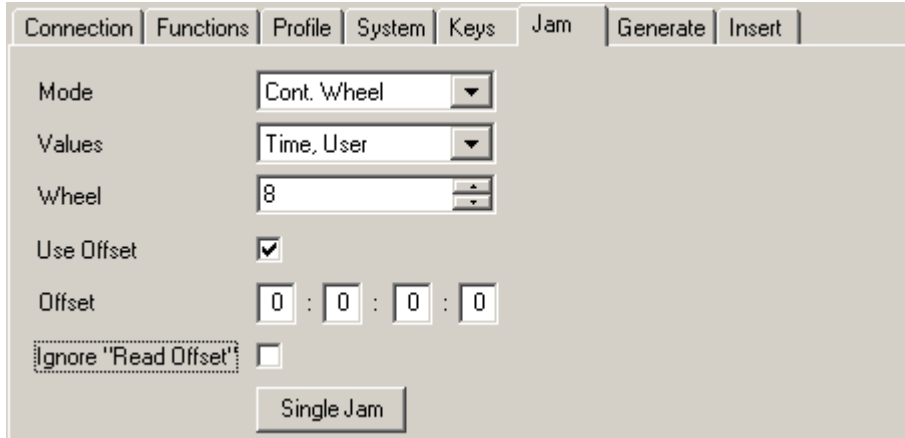 Connection Functions Profile System Keys Jam Generate Insert
Mode Cont. Wheel
Values Time, User
Wheel 8
Use Offset
Offset 0 : 0 : 0 : 0
Ignore "Read Offset"
Single Jam